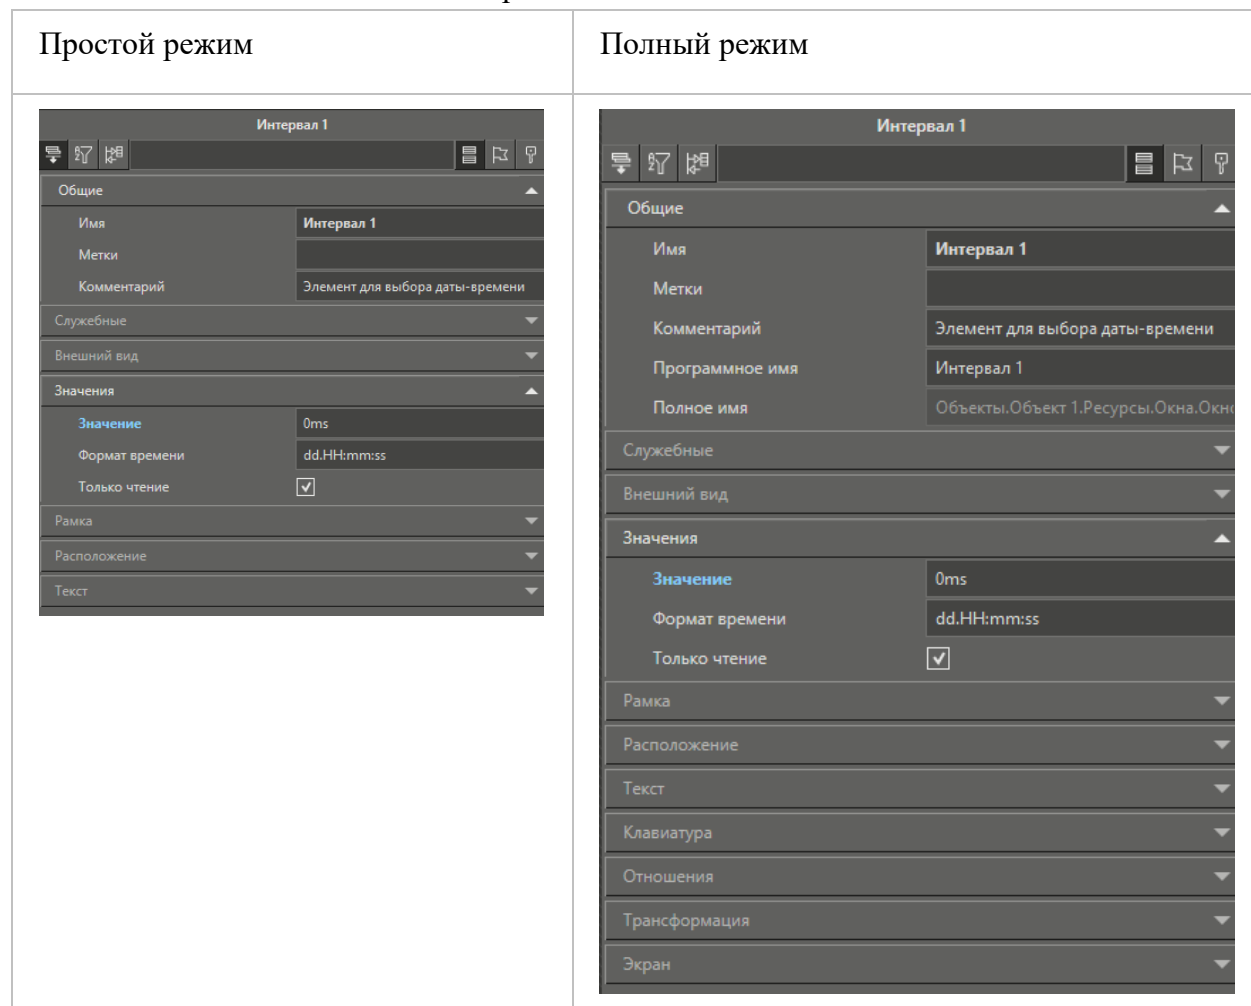 Простой режим
Полный режим
Интервал 1
Общие
Имя Интервал 1
Метки
Комментарий Элемент для выбора даты-времени
Служебные
Внешний вид
Значения
Значение 0ms
Формат времени dd.HH:mm:ss
Только чтение
Рамка
Расположение
Текст
Интервал 1
Общие
Имя Интервал 1
Метки
Комментарий Элемент для выбора даты-времени
Программное имя Интервал 1
Полное имя Объекты.Объект 1.Ресурсы.Окна.Окно
Служебные
Внешний вид
Значения
Значение 0ms
Формат времени dd.HH:mm:ss
Только чтение
Рамка
Расположение
Текст
Клавиатура
Отношения
Трансформация
Экран